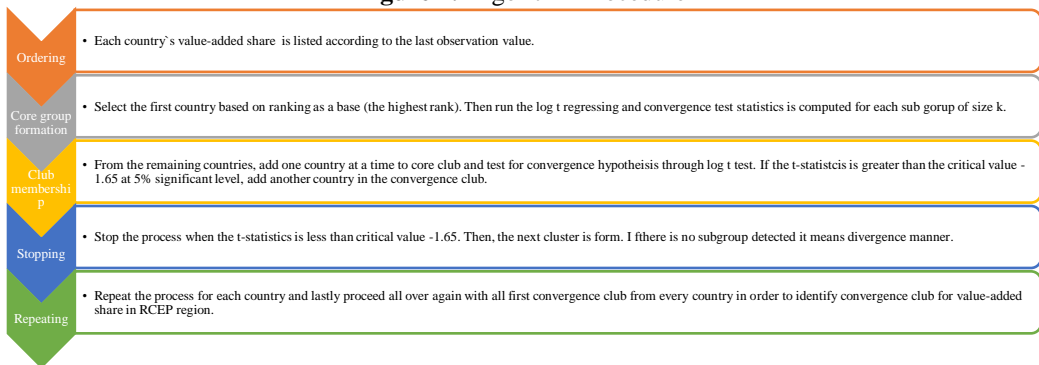 Ordering
• Each country`s value-added share is listed according to the last observation value.
Core group
formation
• Select the first country based on ranking as a base (the highest rank). Then run the log t regressing and convergence test statistics is computed for each sub gorup of size k.
Club
membershi
p
• From the remaining countries, add one country at a time to core club and test for convergence hypotheisis through log t test. If the t-statistcis is greater than the critical value -
1.65 at 5% significant level, add another country in the convergence club.
Stopping
• Stop the process when the t-statistics is less than critical value -1.65. Then, the next cluster is form. I fthere is no subgroup detected it means divergence manner.
Repeating
• Repeat the process for each country and lastly proceed all over again with all first convergence club from every country in order to identify convergence club for value-added
share in RCEP region.